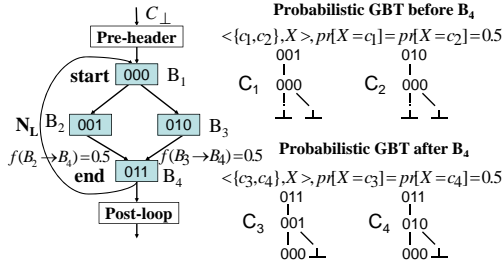 C⊥
Pre-header
start 000 B1
NL B2 001 010 B3
f(B2→B4)=0.5 f(B3→B4)=0.5
end 011 B4
Post-loop
Probabilistic GBT before B4
<{c1,c2},X>,pr[X=c1]=pr[X=c2]=0.5
001 010
C1 000 C2 000
⊥ ⊥ ⊥ ⊥
Probabilistic GBT after B4
<{c3,c4},X>,pr[X=c3]=pr[X=c4]=0.5
011 011
C3 001 C4 010
000 ⊥ 000 ⊥